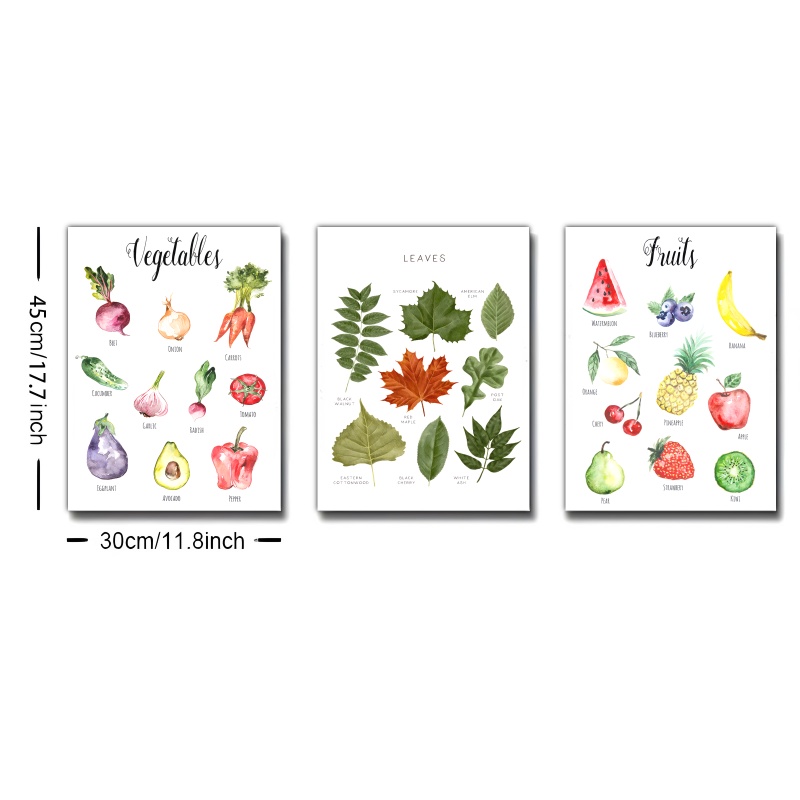 45cm/17.7inch
30cm/11.8inch
Vegetables
BEET
ONION
CARROTS
CUCUMBER
GARLIC
RADISH
TOMATO
EGGPLANT
AVOCADO
PEPPER
LEAVES
SYCAMORE
AMERICAN
ELM
BLACK
WALNUT
RED
MAPLE
POST
OAK
EASTERN
COTTONWOOD
BLACK
CHERRY
WHITE
ASH
Fruits
WATERMELON
BLUEBERRY
BANANA
ORANGE
CHERRY
PINEAPPLE
APPLE
PEAR
STRAWBERRY
KIWI